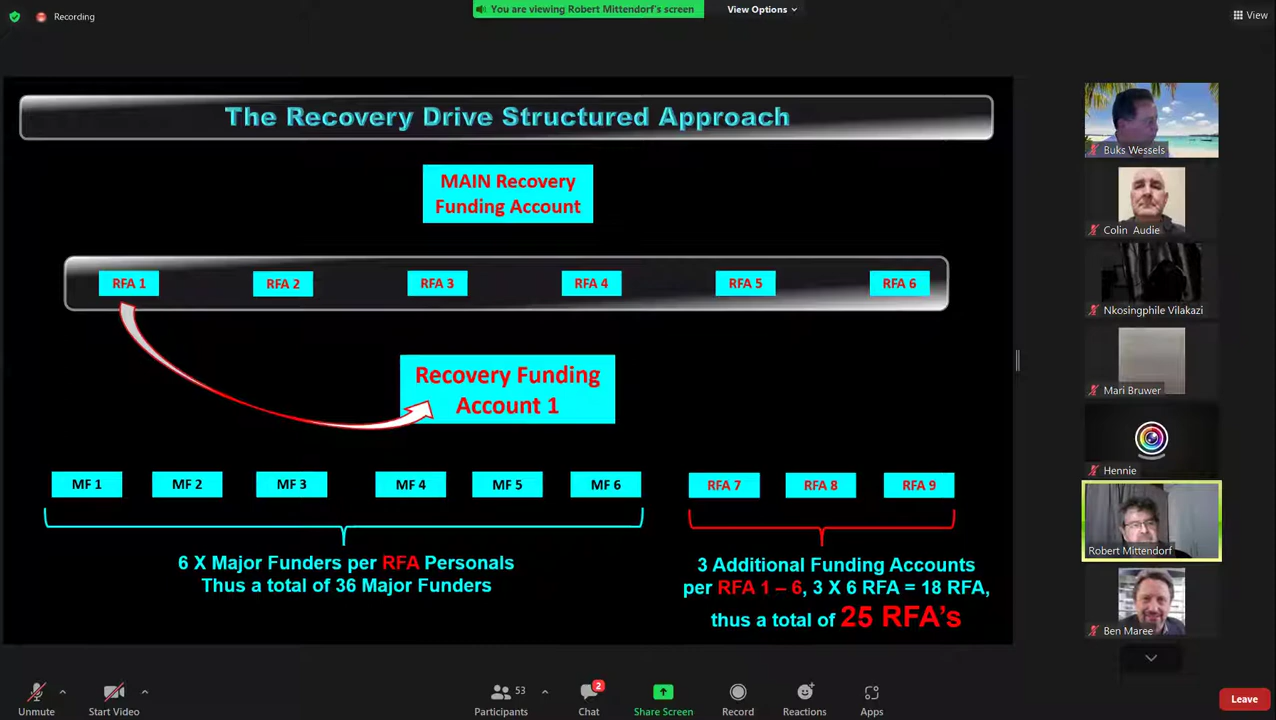 Recording
You are viewing Robert Mittendorf's screen
View Options
View
The Recovery Drive Structured Approach
MAIN Recovery
Funding Account
RFA 1
RFA 2
RFA 3
RFA 4
RFA 5
RFA 6
Recovery Funding
Account 1
MF 1
MF 2
MF 3
MF 4
MF 5
MF 6
RFA 7
RFA 8
RFA 9
6 X Major Funders per RFA Personals
Thus a total of 36 Major Funders
3 Additional Funding Accounts
per RFA 1 – 6, 3 X 6 RFA = 18 RFA,
thus a total of 25 RFA's
Buks Wessels
Colin Audie
Nkosingphile Vilakazi
Mari Bruwer
Hennie
Robert Mittendorf
Ben Maree
Unmute
Start Video
53
Participants
2
Chat
Share Screen
Record
Reactions
Apps
Leave